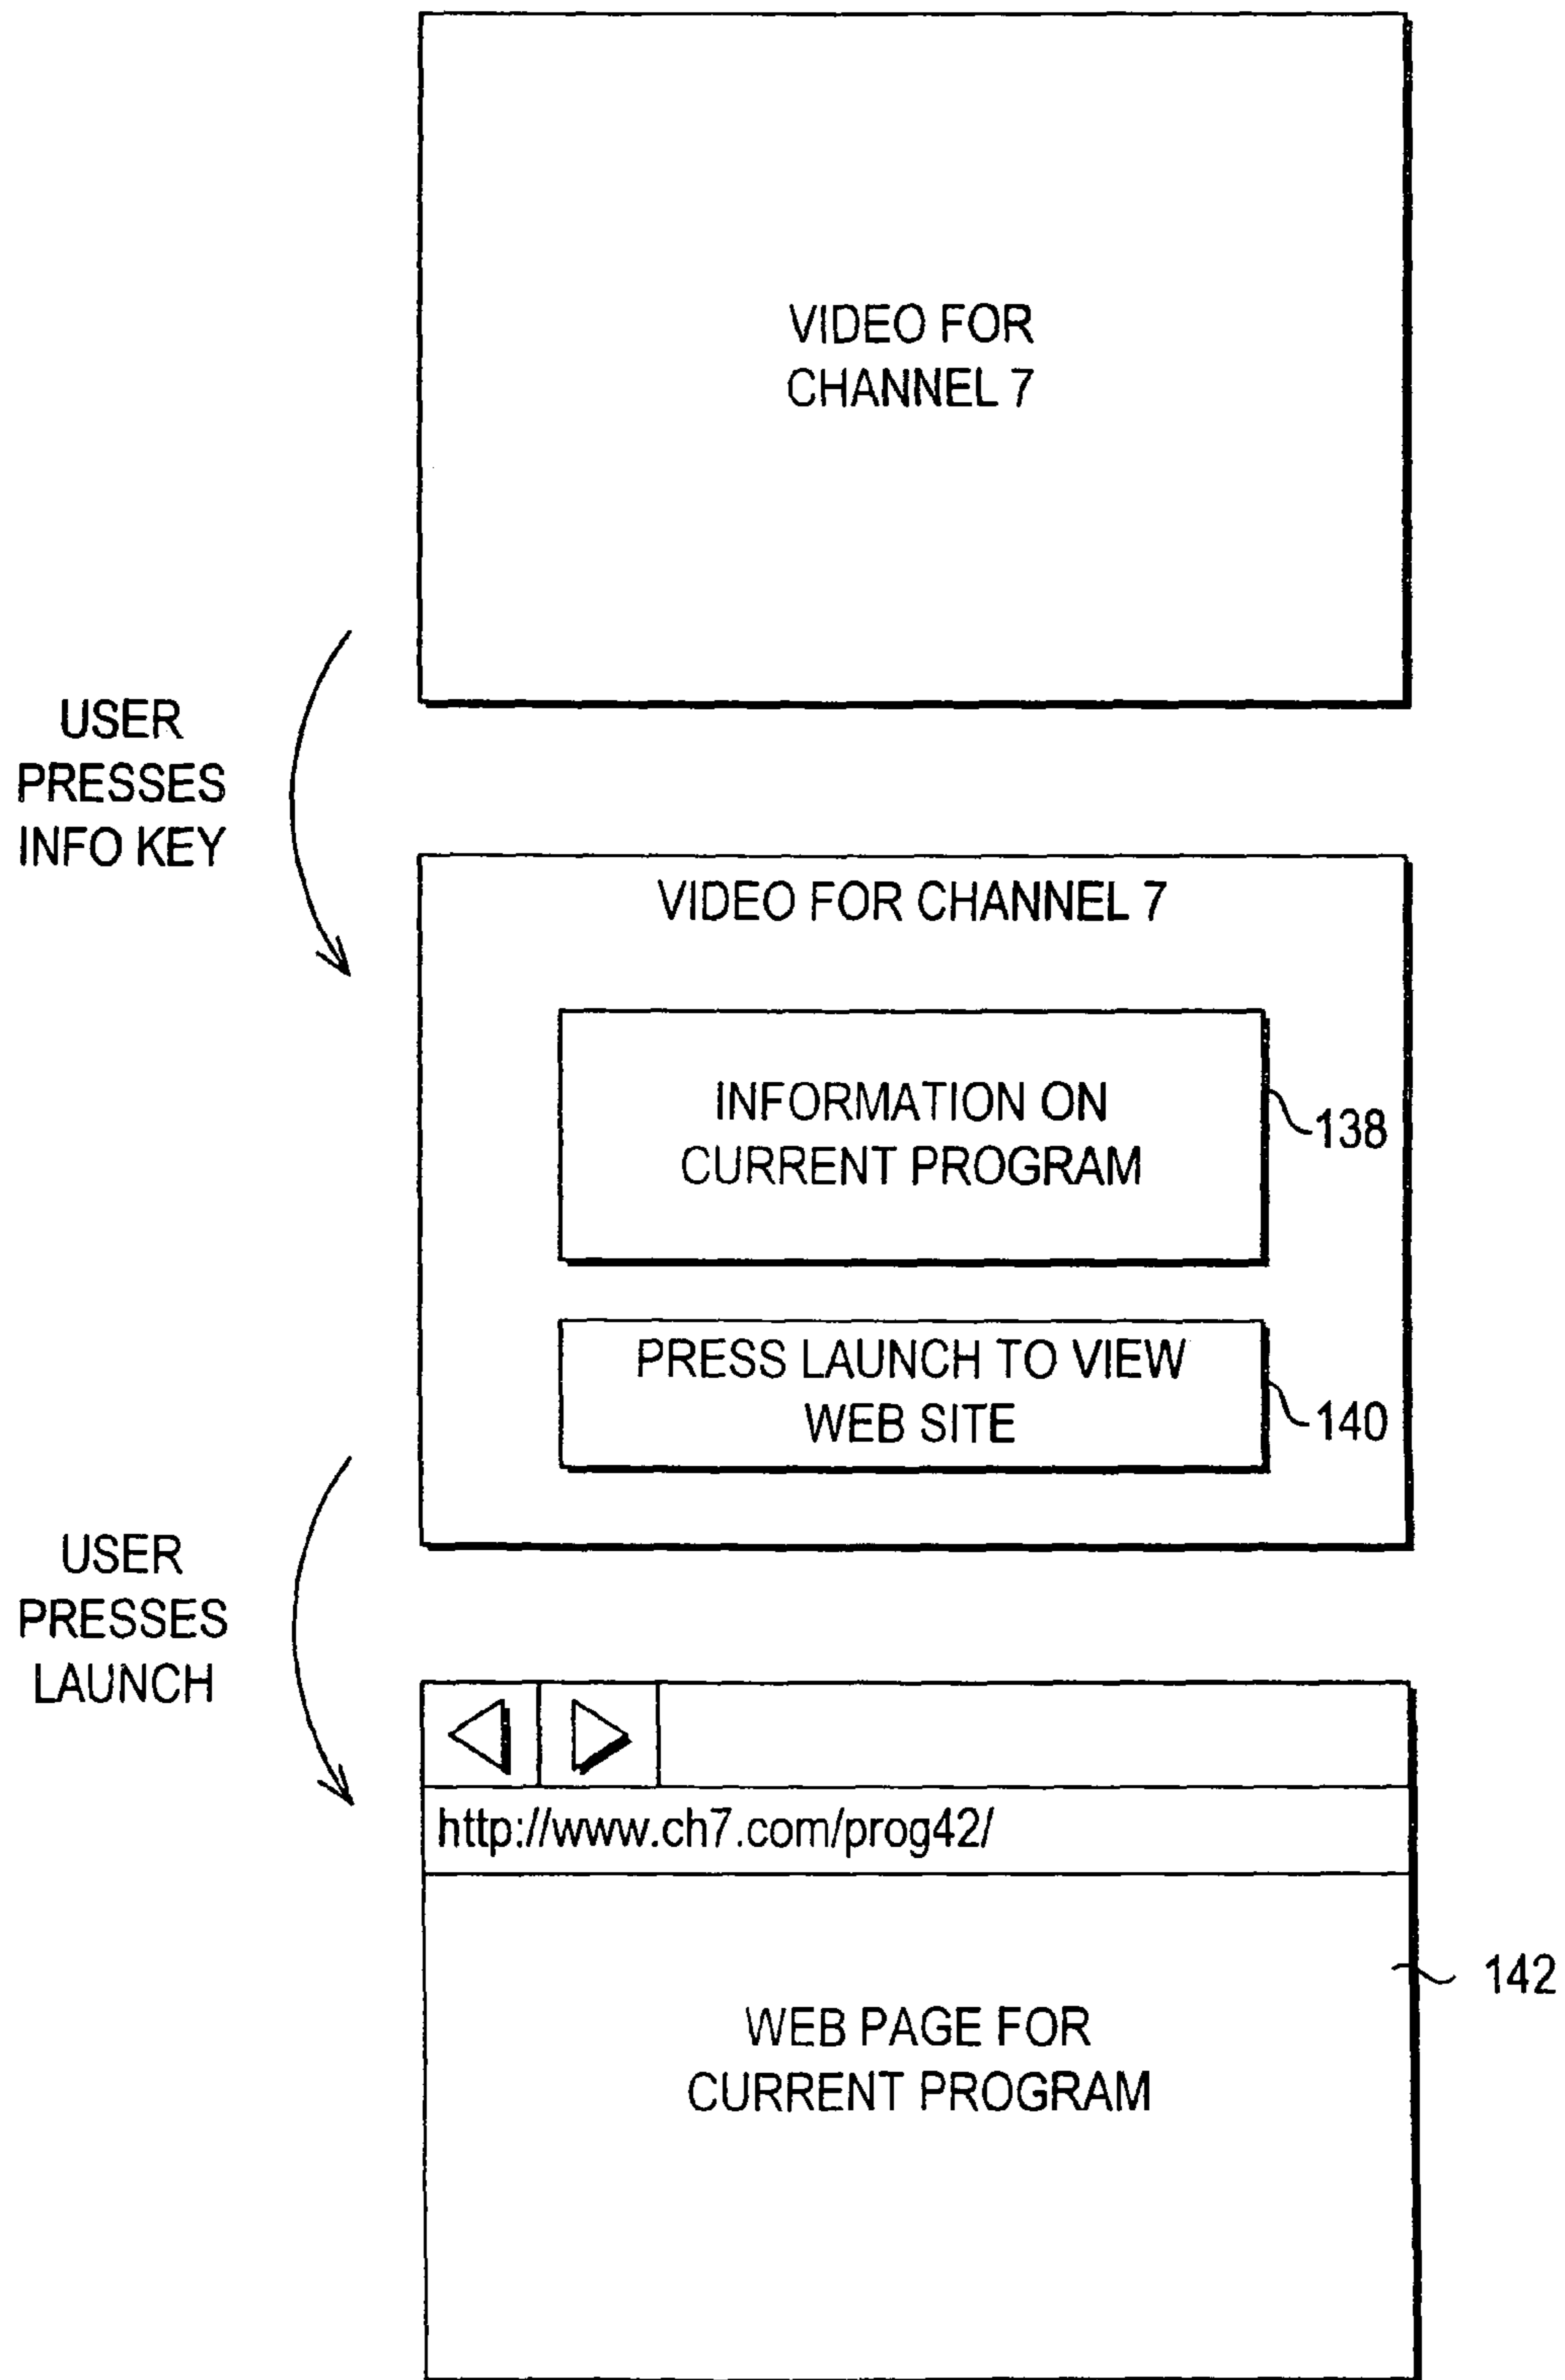 VIDEO FOR
CHANNEL 7
USER
PRESSES
INFO KEY
VIDEO FOR CHANNEL 7
INFORMATION ON
CURRENT PROGRAM
138
PRESS LAUNCH TO VIEW
WEB SITE
140
USER
PRESSES
LAUNCH
http://www.ch7.com/prog42/
142
WEB PAGE FOR
CURRENT PROGRAM